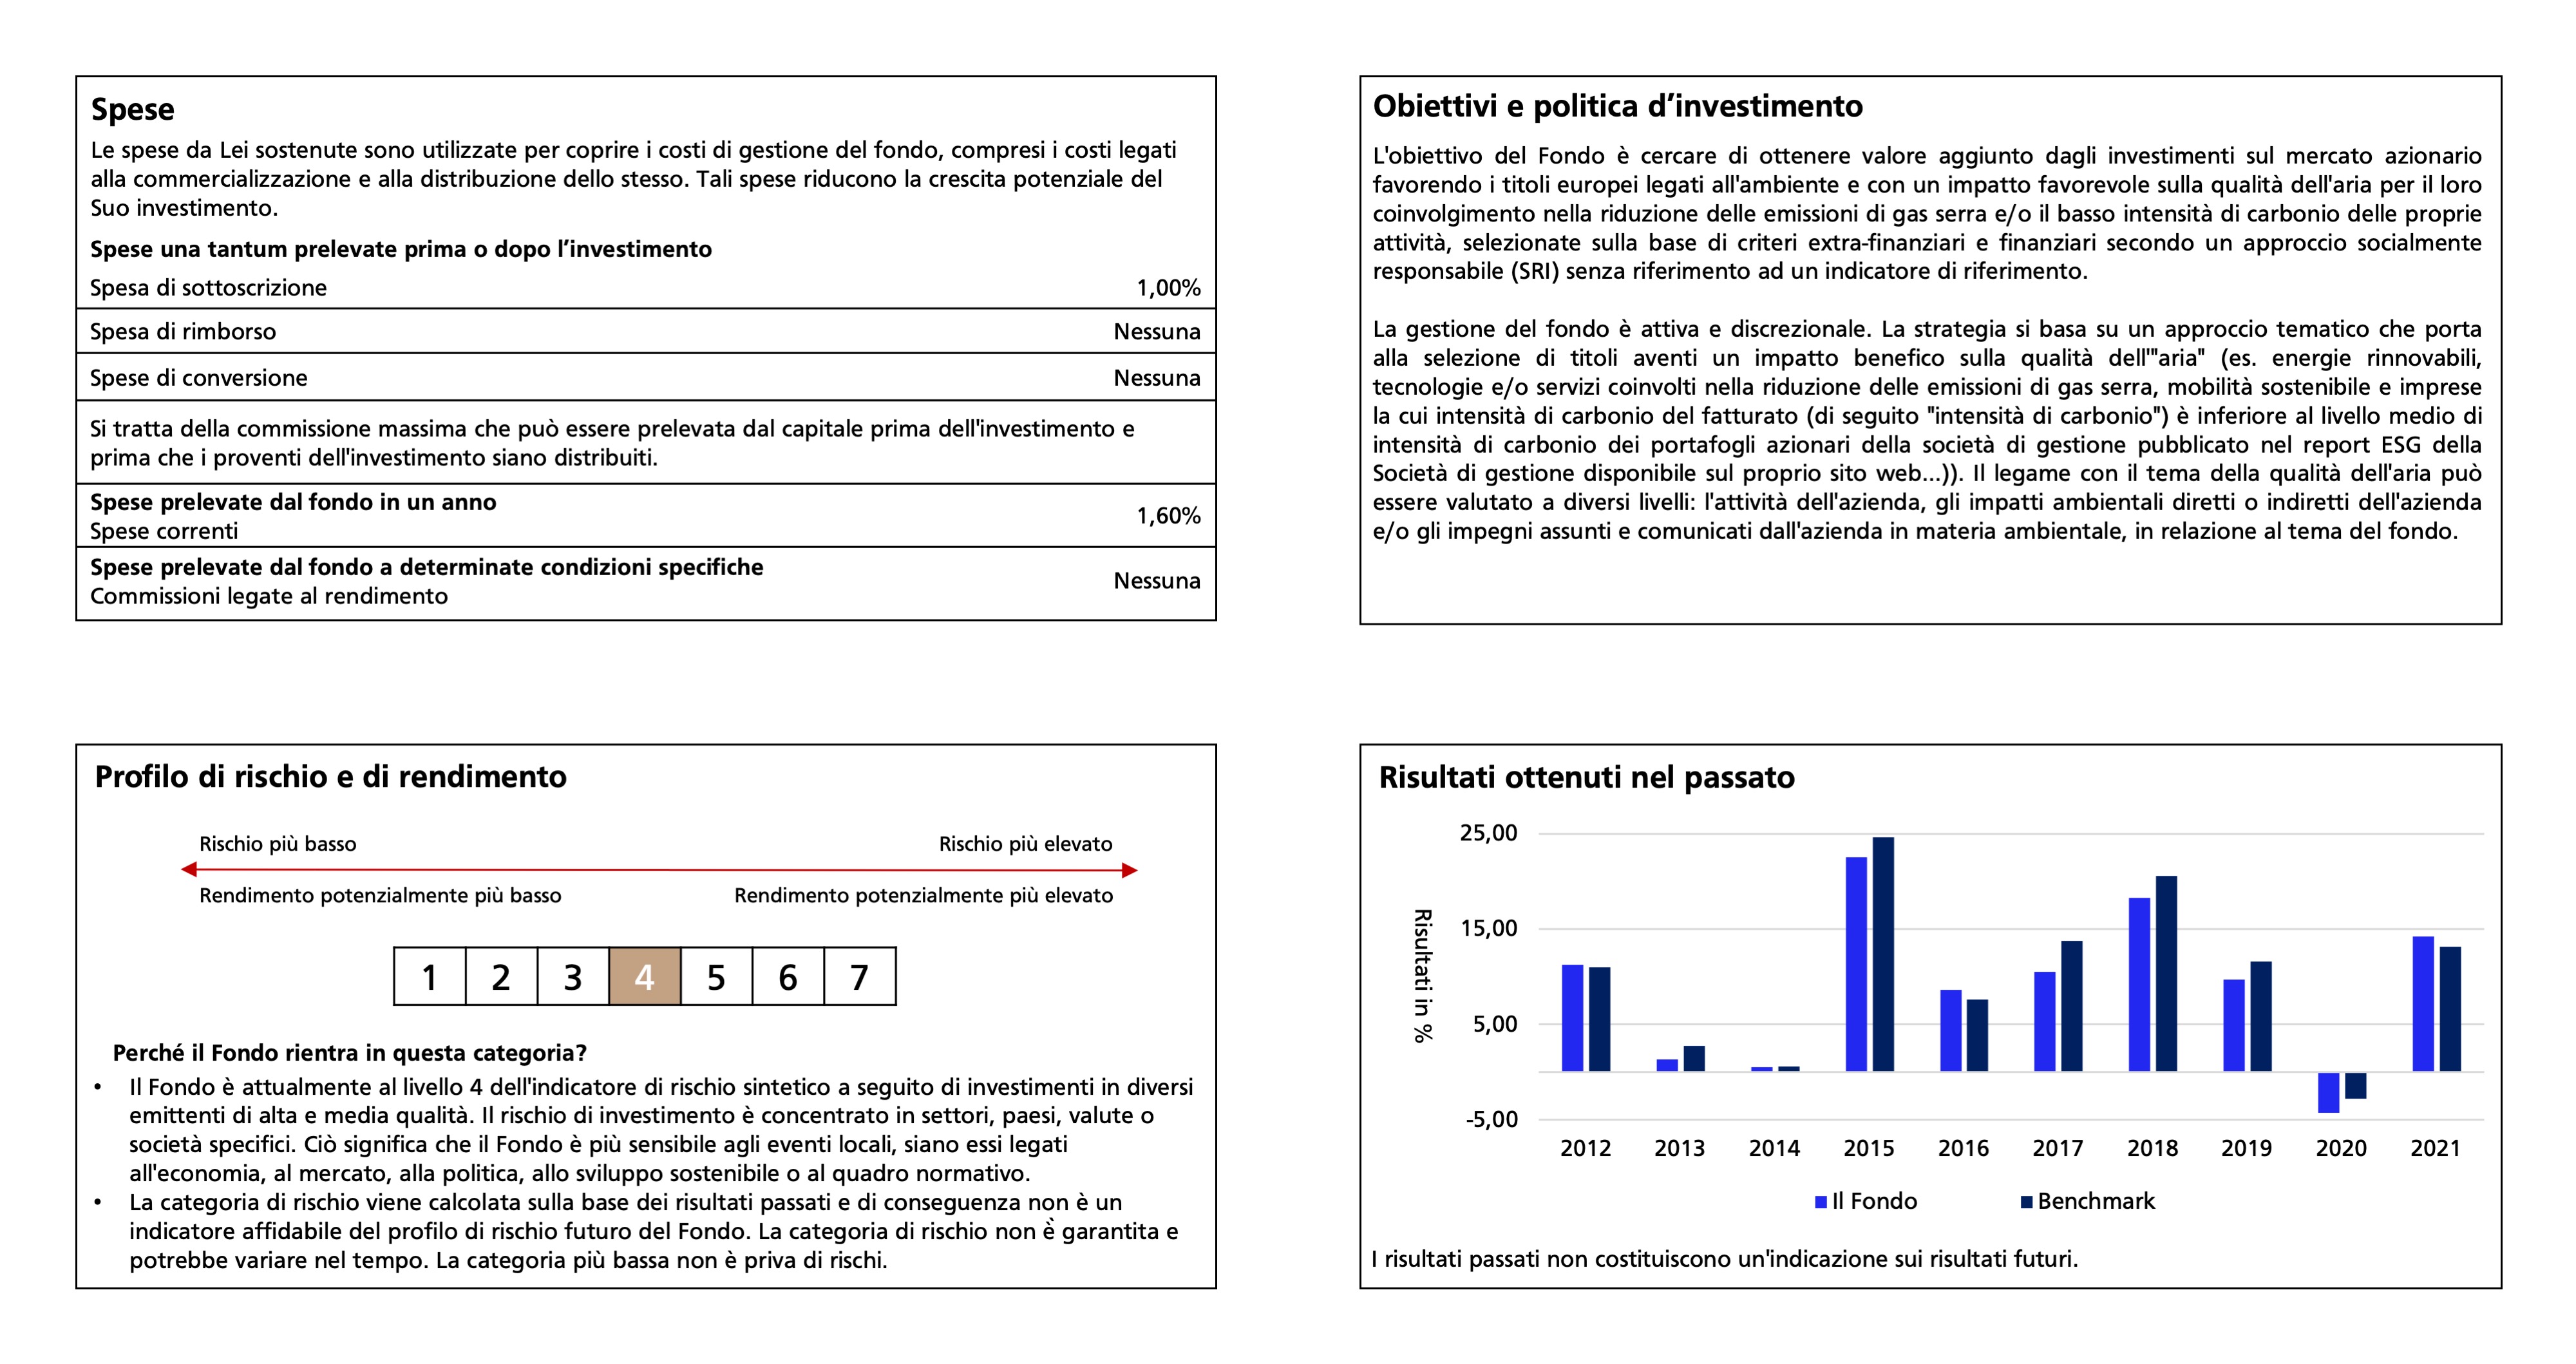 Spese
Le spese da Lei sostenute sono utilizzate per coprire i costi di gestione del fondo, compresi i costi legati
alla commercializzazione e alla distribuzione dello stesso. Tali spese riducono la crescita potenziale del
Suo investimento.
Spese una tantum prelevate prima o dopo l’investimento
Spesa di sottoscrizione 1,00%
Spesa di rimborso Nessuna
Spese di conversione Nessuna
Si tratta della commissione massima che può essere prelevata dal capitale prima dell'investimento e
prima che i proventi dell'investimento siano distribuiti.
Spese prelevate dal fondo in un anno
Spese correnti 1,60%
Spese prelevate dal fondo a determinate condizioni specifiche
Commissioni legate al rendimento Nessuna
Obiettivi e politica d’investimento
L'obiettivo del Fondo è cercare di ottenere valore aggiunto dagli investimenti sul mercato azionario
favorendo i titoli europei legati all'ambiente e con un impatto favorevole sulla qualità dell'aria per il loro
coinvolgimento nella riduzione delle emissioni di gas serra e/o il basso intensità di carbonio delle proprie
attività, selezionate sulla base di criteri extra-finanziari e finanziari secondo un approccio socialmente
responsabile (SRI) senza riferimento ad un indicatore di riferimento.
La gestione del fondo è attiva e discrezionale. La strategia si basa su un approccio tematico che porta
alla selezione di titoli aventi un impatto benefico sulla qualità dell'"aria" (es. energie rinnovabili,
tecnologie e/o servizi coinvolti nella riduzione delle emissioni di gas serra, mobilità sostenibile e imprese
la cui intensità di carbonio del fatturato (di seguito "intensità di carbonio") è inferiore al livello medio di
intensità di carbonio dei portafogli azionari della società di gestione pubblicato nel report ESG della
Società di gestione disponibile sul proprio sito web...)). Il legame con il tema della qualità dell'aria può
essere valutato a diversi livelli: l'attività dell'azienda, gli impatti ambientali diretti o indiretti dell'azienda
e/o gli impegni assunti e comunicati dall'azienda in materia ambientale, in relazione al tema del fondo.
Profilo di rischio e di rendimento
Rischio più basso Rischio più elevato
Rendimento potenzialmente più basso Rendimento potenzialmente più elevato
1 2 3 4 5 6 7
Perché il Fondo rientra in questa categoria?
• Il Fondo è attualmente al livello 4 dell'indicatore di rischio sintetico a seguito di investimenti in diversi
emittenti di alta e media qualità. Il rischio di investimento è concentrato in settori, paesi, valute o
società specifici. Ciò significa che il Fondo è più sensibile agli eventi locali, siano essi legati
all'economia, al mercato, alla politica, allo sviluppo sostenibile o al quadro normativo.
• La categoria di rischio viene calcolata sulla base dei risultati passati e di conseguenza non è un
indicatore affidabile del profilo di rischio futuro del Fondo. La categoria di rischio non è̀ garantita e
potrebbe variare nel tempo. La categoria più bassa non è priva di rischi.
Risultati ottenuti nel passato
Risultati in %
25,00
15,00
5,00
-5,00
2012 2013 2014 2015 2016 2017 2018 2019 2020 2021
Il Fondo Benchmark
I risultati passati non costituiscono un'indicazione sui risultati futuri.